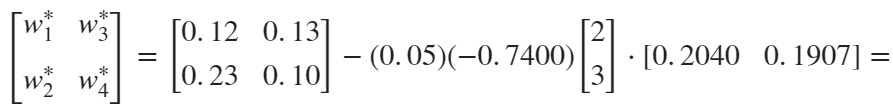 [w₁* w₃*; w₂* w₄*] = [0.12 0.13; 0.23 0.10] − (0.05)(−0.7400)[2; 3] · [0.2040 0.1907] =